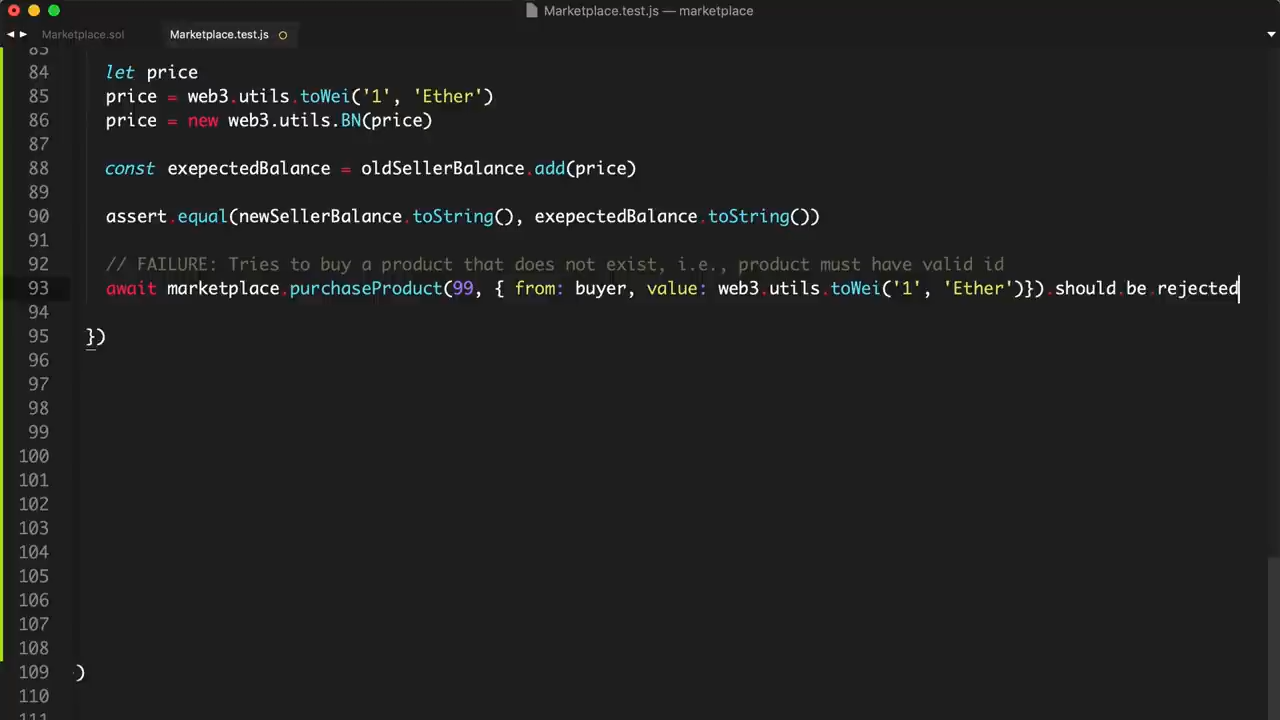 Marketplace.test.js — marketplace
Marketplace.sol
Marketplace.test.js
83
84 let price
85 price = web3.utils.toWei('1', 'Ether')
86 price = new web3.utils.BN(price)
87
88 const exepectedBalance = oldSellerBalance.add(price)
89
90 assert.equal(newSellerBalance.toString(), exepectedBalance.toString())
91
92 // FAILURE: Tries to buy a product that does not exist, i.e., product must have valid id
93 await marketplace.purchaseProduct(99, { from: buyer, value: web3.utils.toWei('1', 'Ether')}).should.be.rejected
94
95 })
96
97
98
99
100
101
102
103
104
105
106
107
108
109 )
110
111